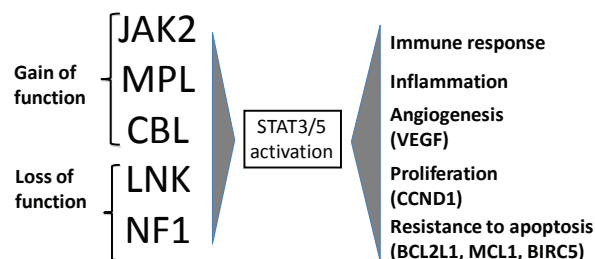 Gain of
function
JAK2
MPL
CBL
Loss of
function
LNK
NF1
STAT3/5
activation
Immune response
Inflammation
Angiogenesis
(VEGF)
Proliferation
(CCND1)
Resistance to apoptosis
(BCL2L1, MCL1, BIRC5)